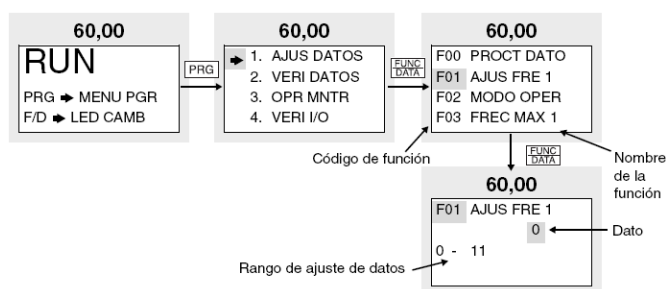 60,00
RUN
PRG ➡ MENU PGR
F/D ➡ LED CAMB
PRG
60,00
➡ 1. AJUS DATOS
2. VERI DATOS
3. OPR MNTR
4. VERI I/O
FUNC
DATA
60,00
F00 PROCT DATO
F01 AJUS FRE 1
F02 MODO OPER
F03 FREC MAX 1
Código de función
FUNC
DATA
Nombre
de la
función
60,00
F01 AJUS FRE 1
0
Dato
0 - 11
Rango de ajuste de datos